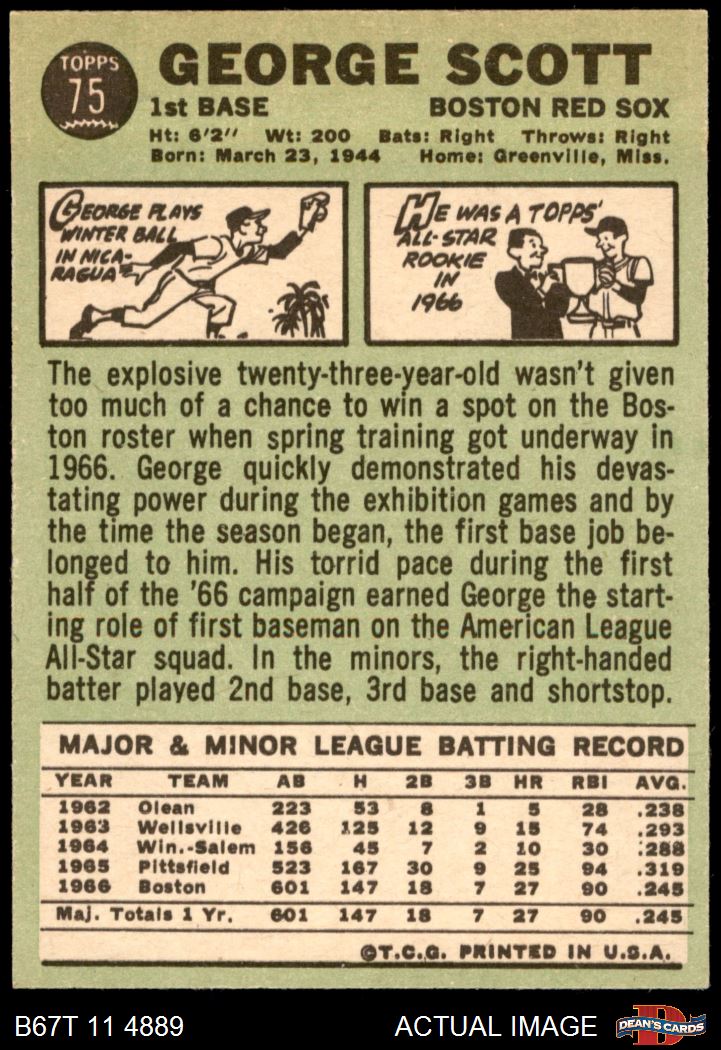 TOPPS
75
GEORGE SCOTT
1st BASE BOSTON RED SOX
Ht: 6'2" Wt: 200 Bats: Right Throws: Right
Born: March 23, 1944 Home: Greenville, Miss.
GEORGE PLAYS
WINTER BALL
IN NICA-
RAGUA
HE WAS A TOPPS'
ALL-STAR
ROOKIE
IN
1966
The explosive twenty-three-year-old wasn't given
too much of a chance to win a spot on the Bos-
ton roster when spring training got underway in
1966. George quickly demonstrated his devas-
tating power during the exhibition games and by
the time the season began, the first base job be-
longed to him. His torrid pace during the first
half of the '66 campaign earned George the start-
ing role of first baseman on the American League
All-Star squad. In the minors, the right-handed
batter played 2nd base, 3rd base and shortstop.
MAJOR & MINOR LEAGUE BATTING RECORD
YEAR TEAM AB H 2B 3B HR RBI AVG.
1962 Olean 223 53 8 1 5 28 .238
1963 Wellsville 426 125 12 9 15 74 .293
1964 Win.-Salem 156 45 7 2 10 30 .288
1965 Pittsfield 523 167 30 9 25 94 .319
1966 Boston 601 147 18 7 27 90 .245
Maj. Totals 1 Yr. 601 147 18 7 27 90 .245
©T.C.G. PRINTED IN U.S.A.
B67T 11 4889 ACTUAL IMAGE D DEAN'S CARDS